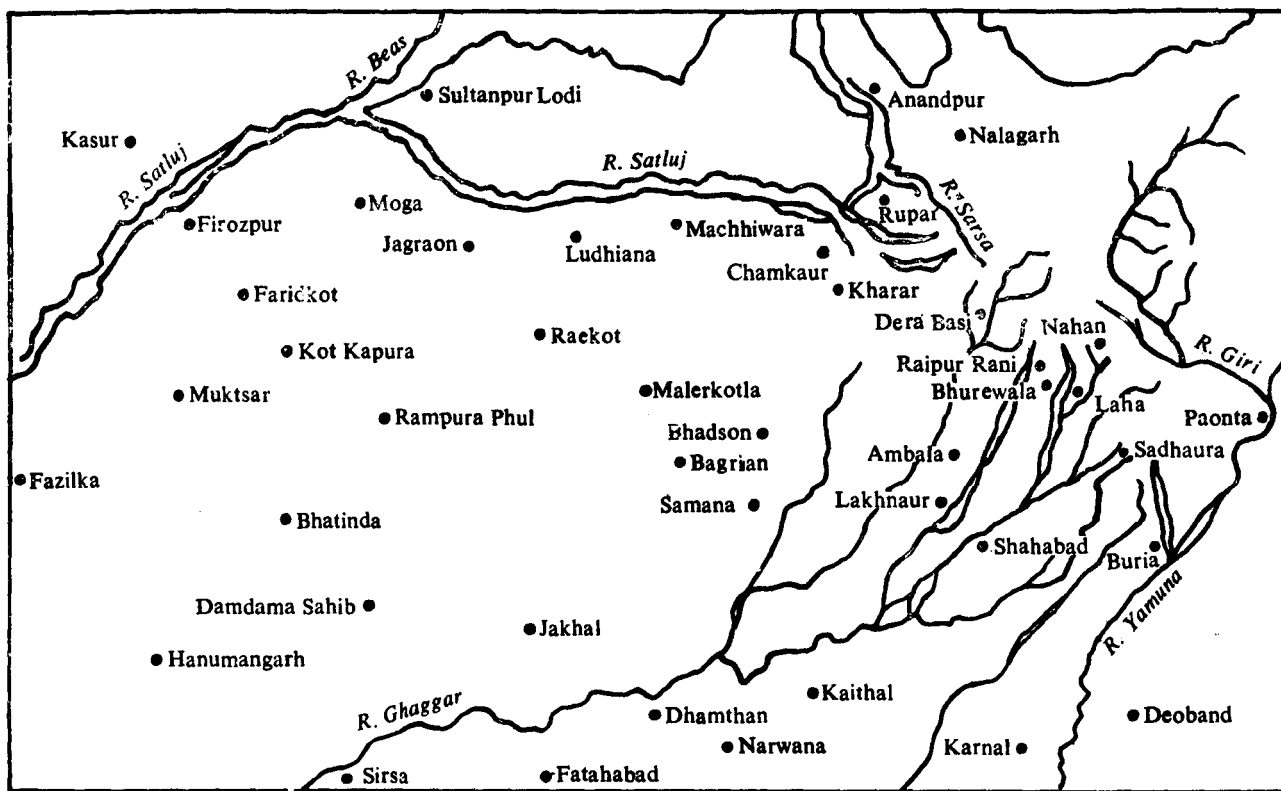 R. Beas
Sultanpur Lodi
Anandpur
Kasur
Nalagarh
R. Satluj
R. Satluj
R. Sarsa
Moga
Rupar
Firozpur
Machhiwara
Jagraon
Ludhiana
Chamkaur
Kharar
Faridkot
Dera Basi
Nahan
Raekot
Kot Kapura
R. Giri
Raipur Rani
Muktsar
Malerkotla
Bhurewala
Laha
Rampura Phul
Paonta
Bhadson
Ambala
Sadhaura
Bagrian
Fazilka
Samana
Lakhnaur
Bhatinda
Shahabad
Buria
Damdama Sahib
R. Yamuna
Jakhal
Hanumangarh
Kaithal
R. Ghaggar
Dhamthan
Deoband
Narwana
Karnal
Sirsa
Fatahabad